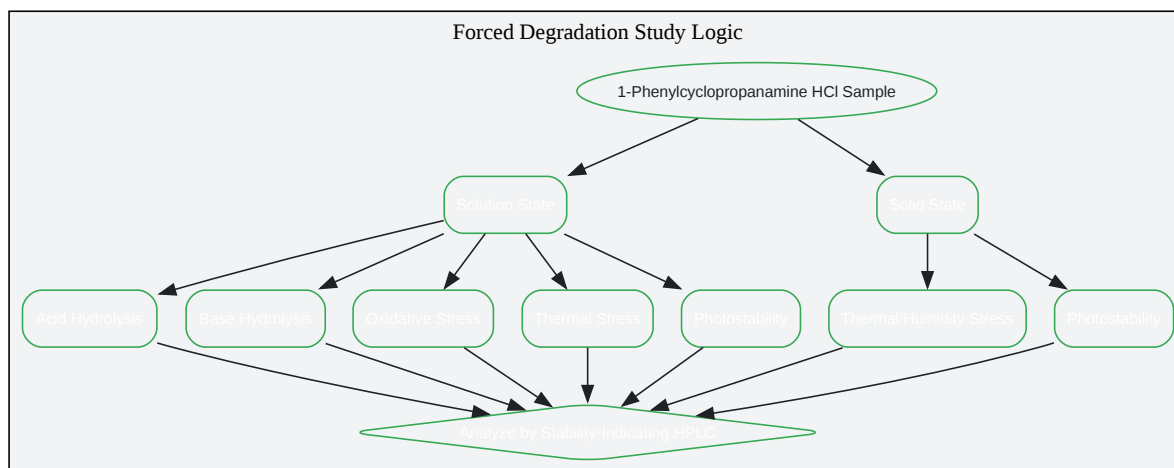 Forced Degradation Study Logic
1-Phenylcyclopropanamine HCl Sample
Solution State
Solid State
Acid Hydrolysis
Base Hydrolysis
Oxidative Stress
Thermal Stress
Photostability
Thermal/Humidity Stress
Photostability
Analyze by Stability-Indicating HPLC